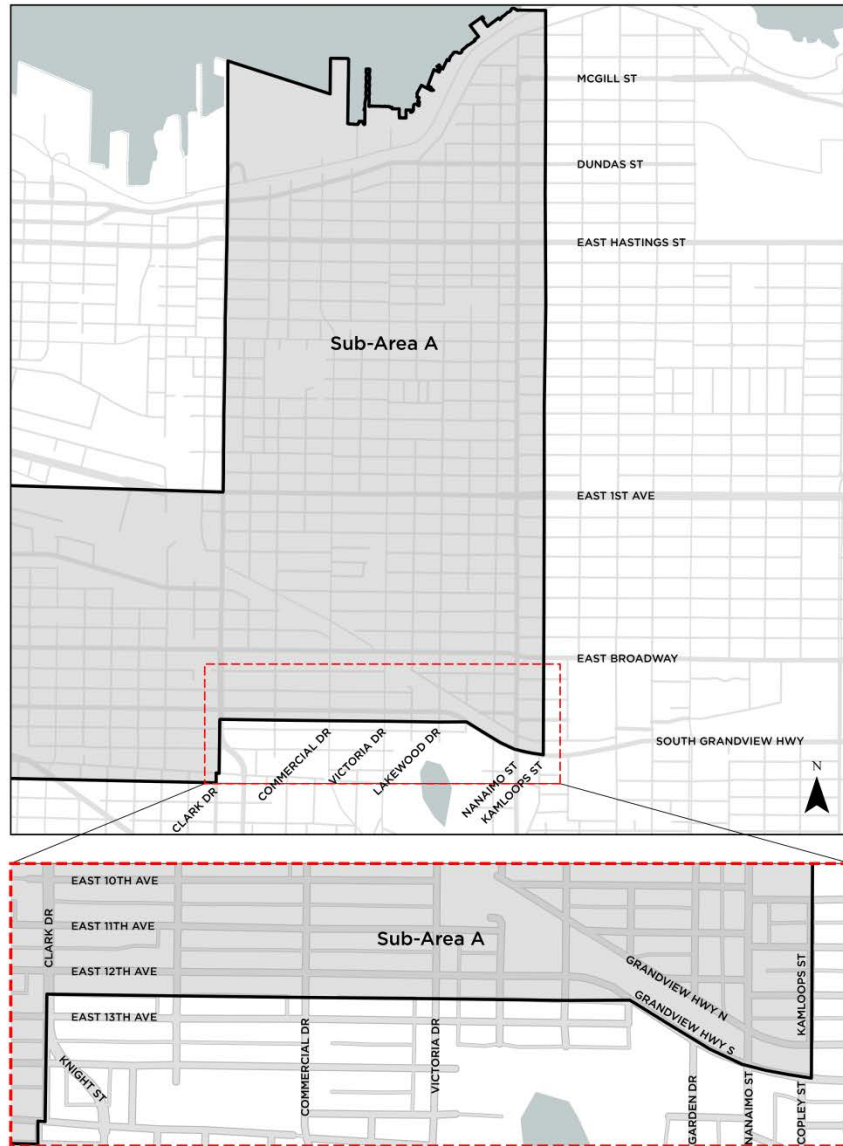 MCGILL ST
DUNDAS ST
EAST HASTINGS ST
Sub-Area A
EAST 1ST AVE
EAST BROADWAY
SOUTH GRANDVIEW HWY
N
CLARK DR
COMMERCIAL DR
VICTORIA DR
LAKEWOOD DR
NANAIMO ST
KAMLOOPS ST
EAST 10TH AVE
CLARK DR
EAST 11TH AVE
Sub-Area A
EAST 12TH AVE
GRANDVIEW HWY N
GRANDVIEW HWY S
KAMLOOPS ST
EAST 13TH AVE
KNIGHT ST
COMMERCIAL DR
VICTORIA DR
GARDEN DR
NANAIMO ST
COPLEY ST